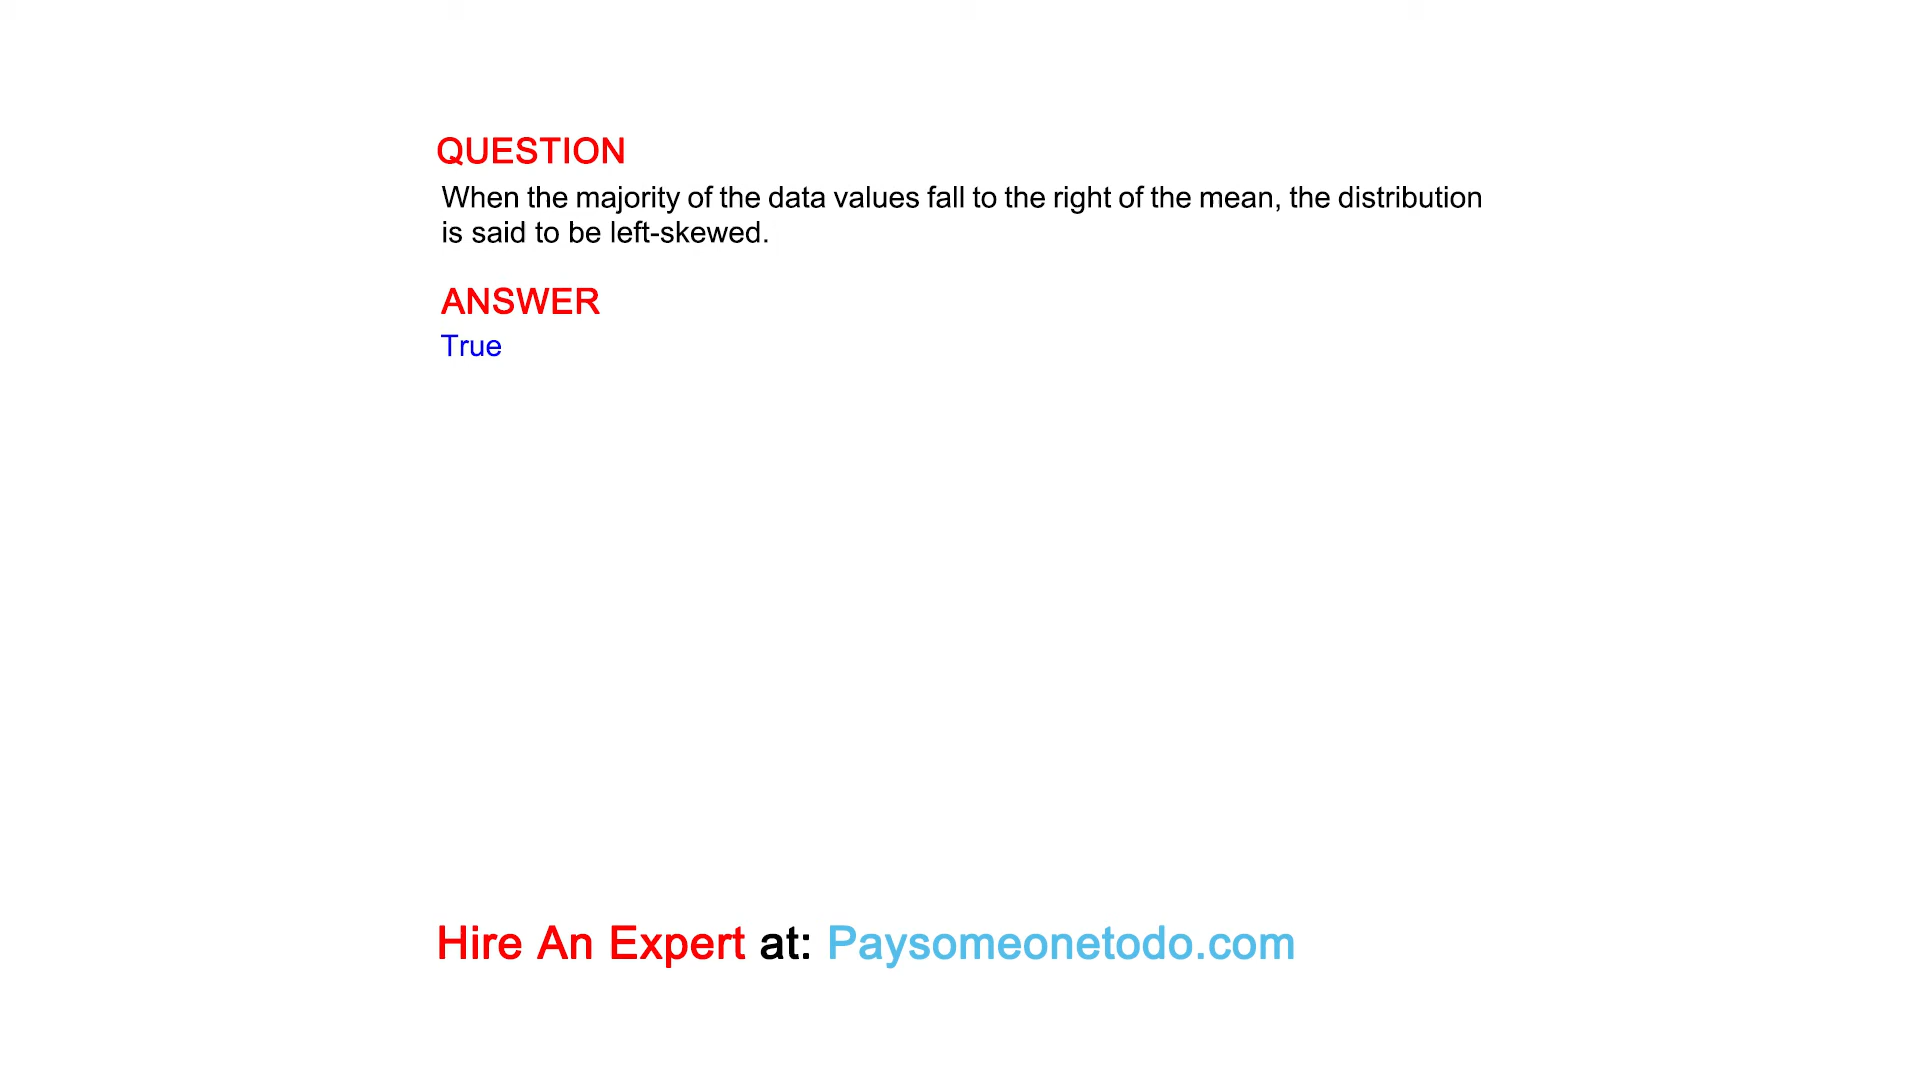 QUESTION
When the majority of the data values fall to the right of the mean, the distribution
is said to be left-skewed.
ANSWER
True
Hire An Expert at: Paysomeonetodo.com